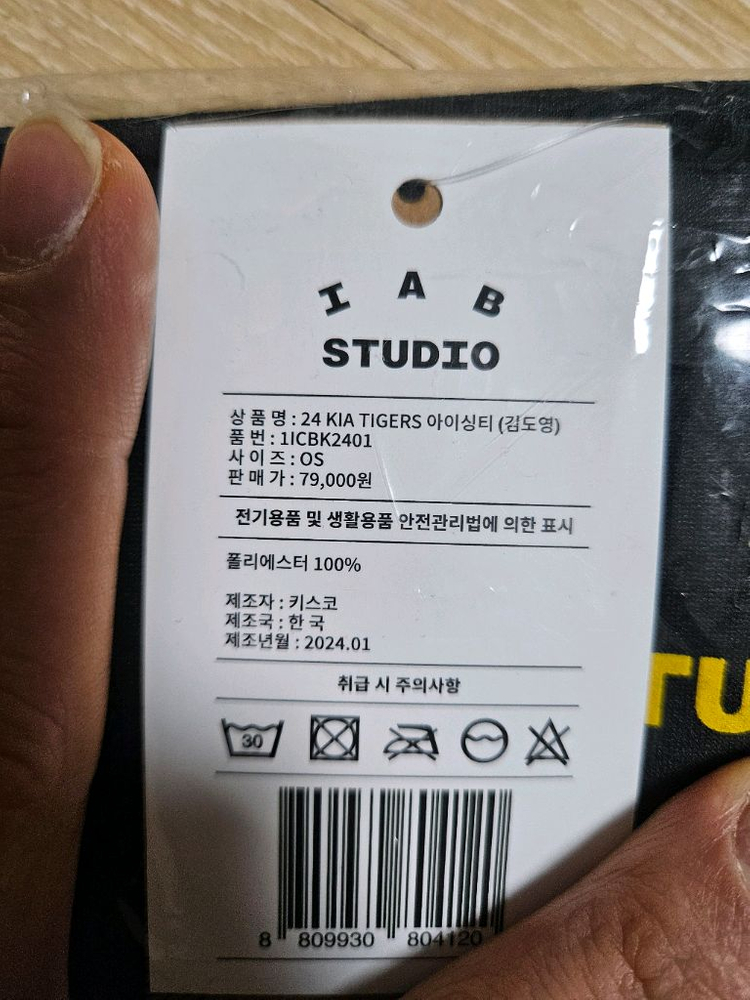 IAB
STUDIO
상 품 명 : 24 KIA TIGERS 아이싱티 (김도영)
품 번 : 1ICBK2401
사 이 즈 : OS
판 매 가 : 79,000원
전기용품 및 생활용품 안전관리법에 의한 표시
폴리에스터 100%
제조자 : 키스코
제조국 : 한 국
제조년월 : 2024.01
취급 시 주의사항
30
8 809930 804120
TU